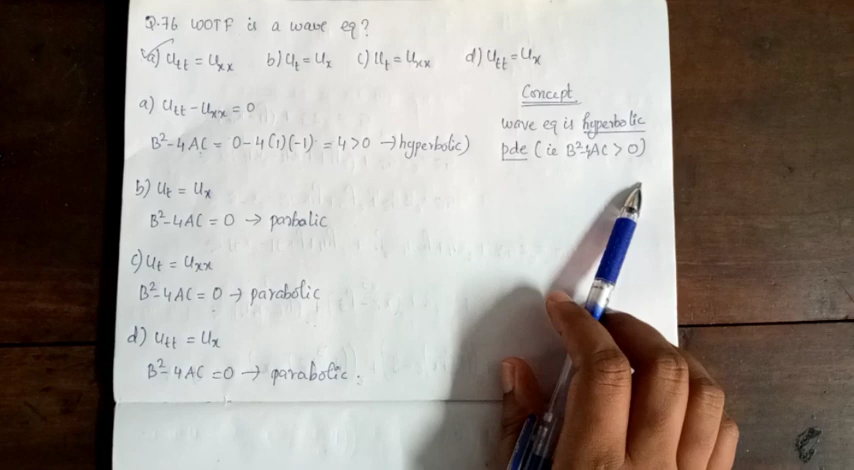 Q.76 WOTF is a wave eq?
(a) Utt = Uxx b) Ut = Ux c) Ut = Uxx d) Utt = Ux
a) Utt - Uxx = 0
B²-4AC = 0-4(1)(-1) = 4>0 → hyperbolic)
b) Ut = Ux
B²-4AC = 0 → parbalic
c) Ut = Uxx
B²-4AC = 0 → parabolic
d) Utt = Ux
B²-4AC = 0 → parabolic.
Concept
wave eq is hyperbolic
pde (ie B²-4AC > 0)